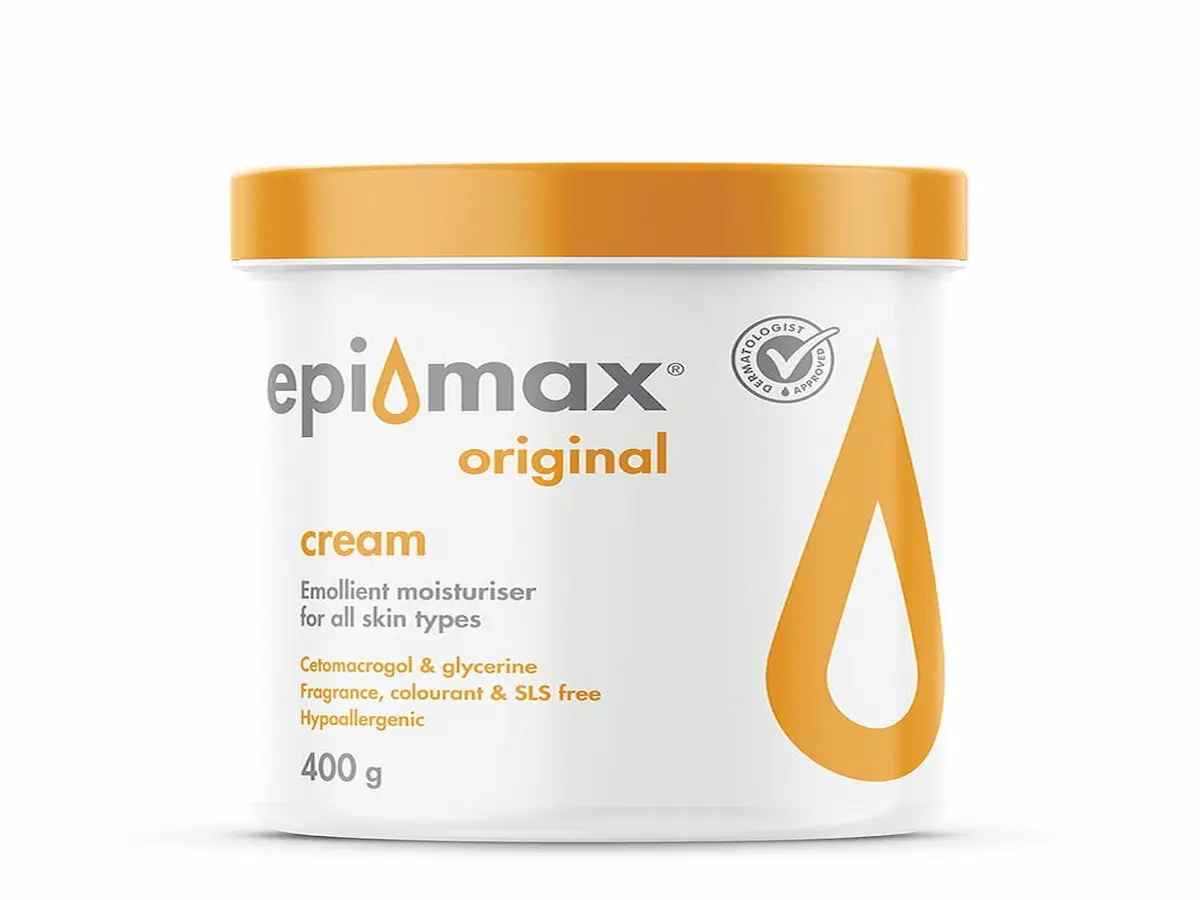 epimax®
original
DERMATOLOGIST
APPROVED
cream
Emollient moisturiser
for all skin types
Cetomacrogol & glycerine
Fragrance, colourant & SLS free
Hypoallergenic
400 g